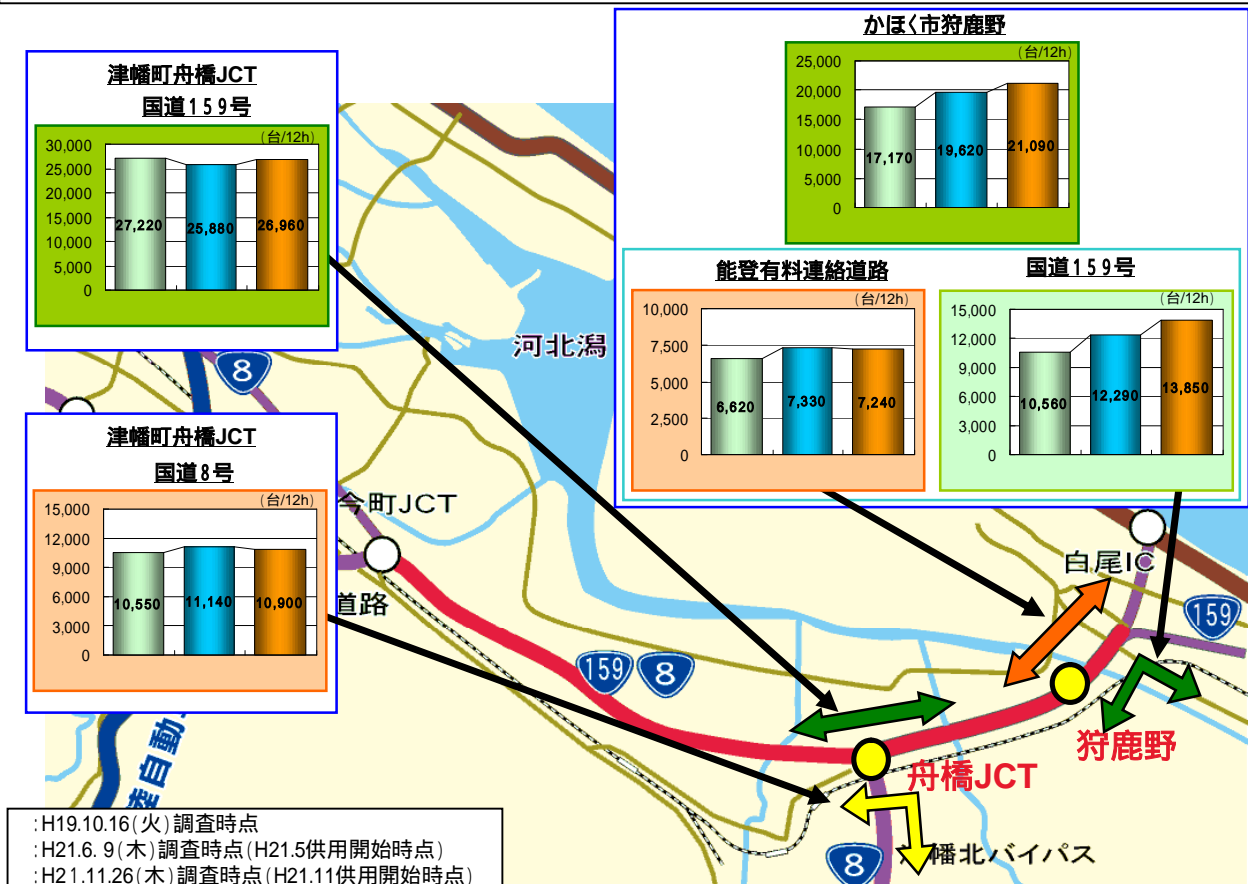 津幡町舟橋JCT
国道159号
(台/12h)
30,000
25,000
20,000
15,000
10,000
5,000
0
27,220
25,880
26,960
かほく市狩鹿野
(台/12h)
25,000
20,000
15,000
10,000
5,000
0
17,170
19,620
21,090
能登有料連絡道路
(台/12h)
10,000
7,500
5,000
2,500
0
6,620
7,330
7,240
国道159号
(台/12h)
15,000
12,000
9,000
6,000
3,000
0
10,560
12,290
13,850
津幡町舟橋JCT
国道8号
(台/12h)
15,000
12,000
9,000
6,000
3,000
0
10,550
11,140
10,900
河北潟
8
今町JCT
道路
159
8
白尾IC
159
狩鹿野
舟橋JCT
陸自動
8
幡北バイパス
:H19.10.16(火)調査時点
:H21.6. 9(木)調査時点(H21.5供用開始時点)
:H21.11.26(木)調査時点(H21.11供用開始時点)